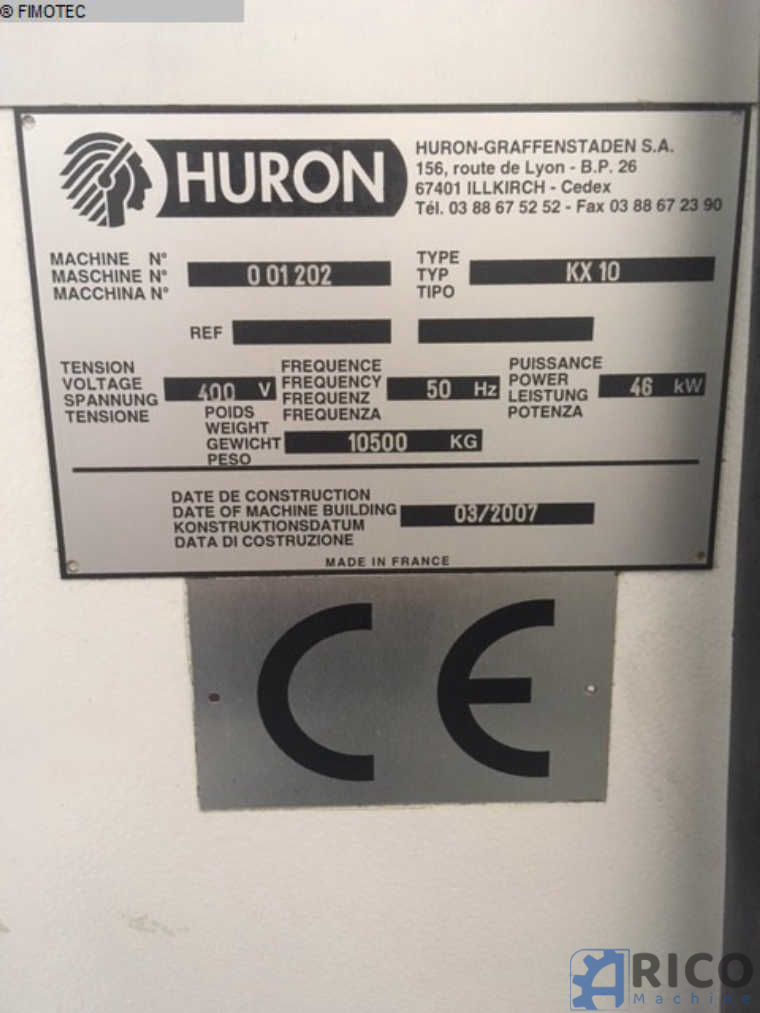 © FIMOTEC
HURON
HURON-GRAFFENSTADEN S.A.
156, route de Lyon - B.P. 26
67401 ILLKIRCH - Cedex
Tél. 03 88 67 52 52 - Fax 03 88 67 23 90
MACHINE N°
MASCHINE N°
MACCHINA N°
0 01 202
TYPE
TYP
TIPO
KX 10
REF
TENSION
VOLTAGE
SPANNUNG
TENSIONE
400 V
FREQUENCE
FREQUENCY
FREQUENZ
FREQUENZA
50 Hz
PUISSANCE
POWER
LEISTUNG
POTENZA
46 kW
POIDS
WEIGHT
GEWICHT
PESO
10500 KG
DATE DE CONSTRUCTION
DATE OF MACHINE BUILDING
KONSTRUKTIONSDATUM
DATA DI COSTRUZIONE
03/2007
MADE IN FRANCE
CE
ARICO
Machine